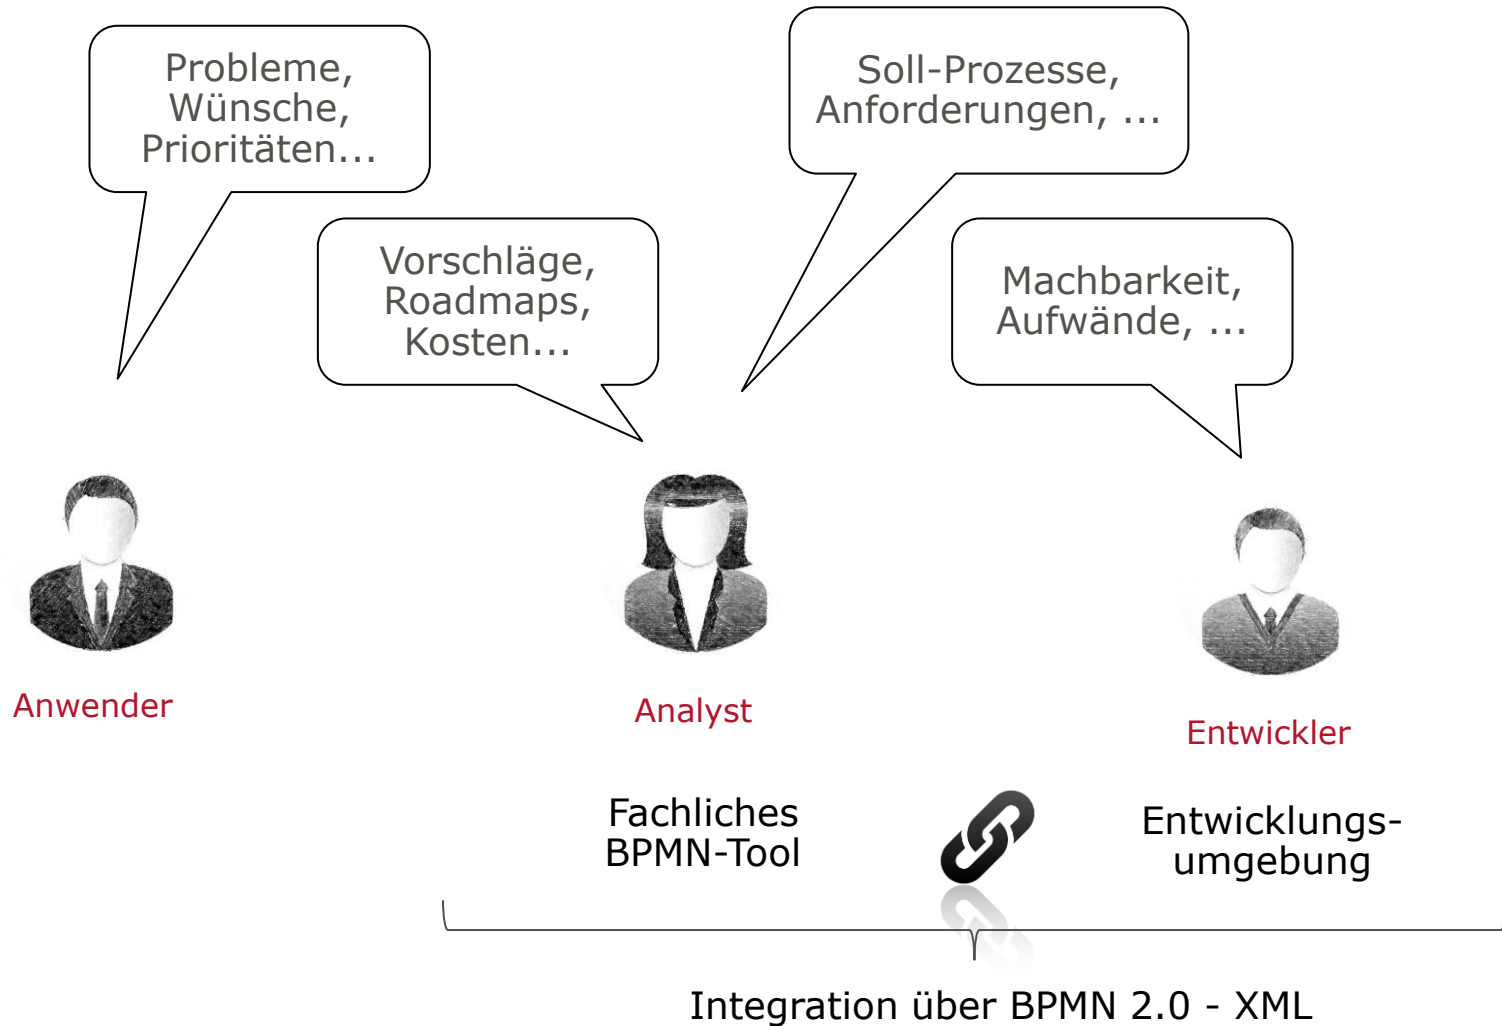 Probleme,
Wünsche,
Prioritäten...
Soll-Prozesse,
Anforderungen, ...
Vorschläge,
Roadmaps,
Kosten...
Machbarkeit,
Aufwände, ...
Anwender
Analyst
Entwickler
Fachliches
BPMN-Tool
Entwicklungs-
umgebung
Integration über BPMN 2.0 - XML